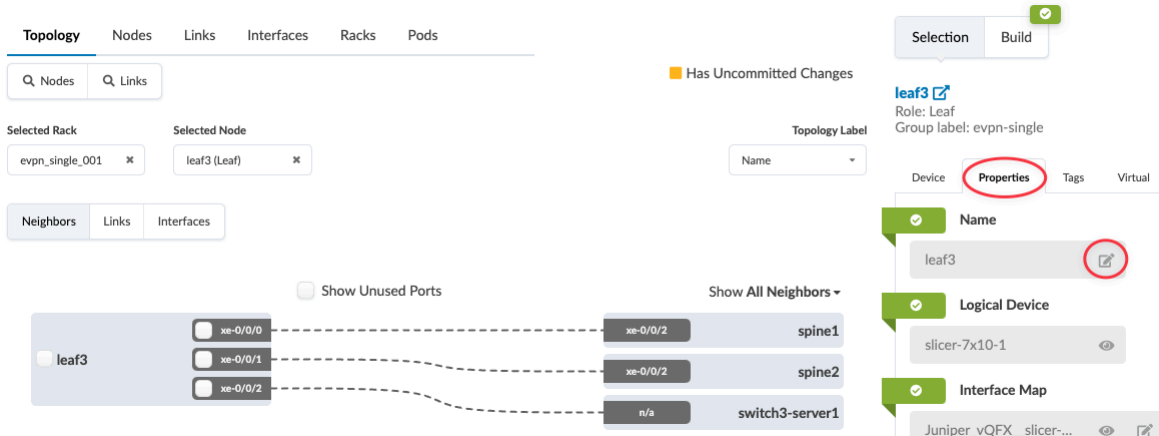 Topology Nodes Links Interfaces Racks Pods
Nodes Links
Has Uncommitted Changes
Selected Rack Selected Node Topology Label
evpn_single_001 leaf3 (Leaf) Name
Neighbors Links Interfaces
Show Unused Ports Show All Neighbors
leaf3
xe-0/0/0 xe-0/0/2 spine1
xe-0/0/1 xe-0/0/2 spine2
xe-0/0/2 n/a switch3-server1
Selection Build
leaf3
Role: Leaf
Group label: evpn-single
Device Properties Tags Virtual
Name
leaf3
Logical Device
slicer-7x10-1
Interface Map
Juniper_vQFX__slicer-...